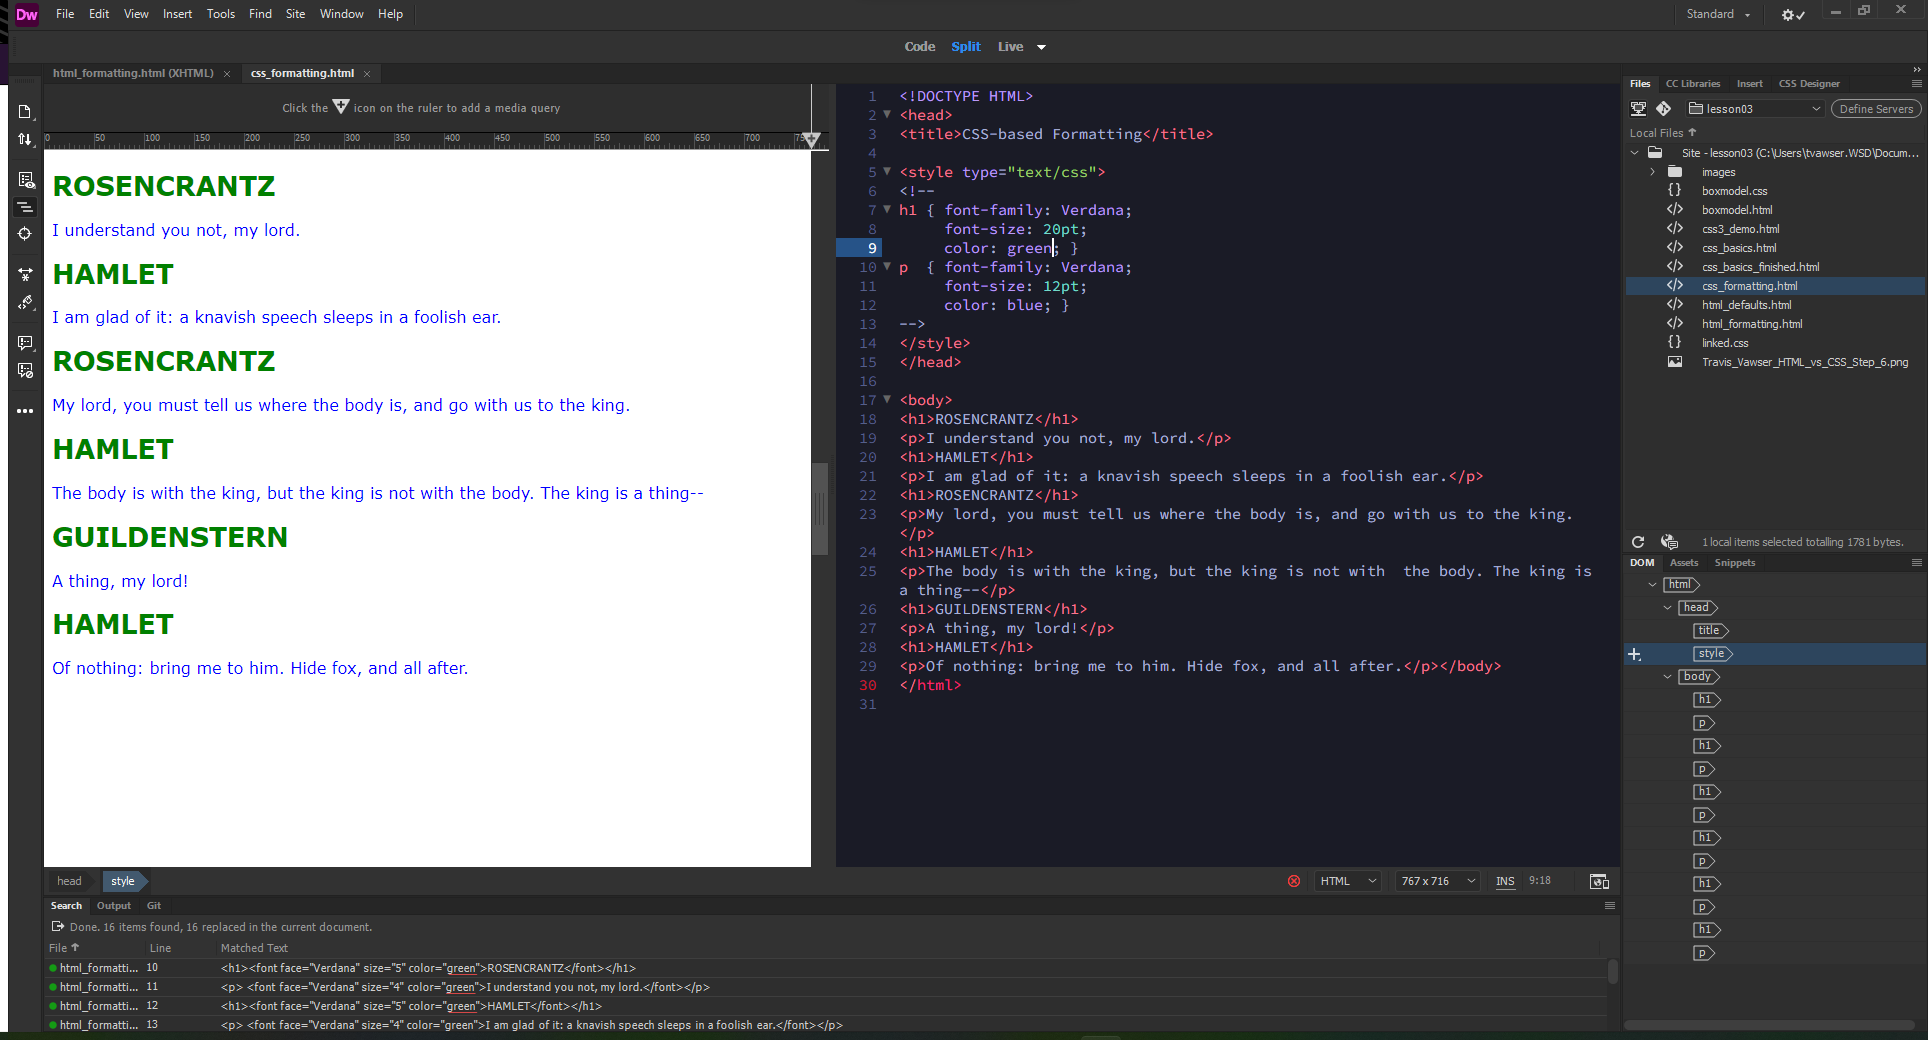 Dw File Edit View Insert Tools Find Site Window Help Standard
Code Split Live
html_formatting.html (XHTML) × css_formatting.html ×
Click the icon on the ruler to add a media query
0 50 100 150 200 250 300 350 400 450 500 550 600 650 700
ROSENCRANTZ
I understand you not, my lord.
HAMLET
I am glad of it: a knavish speech sleeps in a foolish ear.
ROSENCRANTZ
My lord, you must tell us where the body is, and go with us to the king.
HAMLET
The body is with the king, but the king is not with the body. The king is a thing--
GUILDENSTERN
A thing, my lord!
HAMLET
Of nothing: bring me to him. Hide fox, and all after.
1 <!DOCTYPE HTML>
2 <head>
3 <title>CSS-based Formatting</title>
4
5 <style type="text/css">
6 <!--
7 h1 { font-family: Verdana;
8 font-size: 20pt;
9 color: green; }
10 p { font-family: Verdana;
11 font-size: 12pt;
12 color: blue; }
13 -->
14 </style>
15 </head>
16
17 <body>
18 <h1>ROSENCRANTZ</h1>
19 <p>I understand you not, my lord.</p>
20 <h1>HAMLET</h1>
21 <p>I am glad of it: a knavish speech sleeps in a foolish ear.</p>
22 <h1>ROSENCRANTZ</h1>
23 <p>My lord, you must tell us where the body is, and go with us to the king.
</p>
24 <h1>HAMLET</h1>
25 <p>The body is with the king, but the king is not with  the body. The king is
a thing--</p>
26 <h1>GUILDENSTERN</h1>
27 <p>A thing, my lord!</p>
28 <h1>HAMLET</h1>
29 <p>Of nothing: bring me to him. Hide fox, and all after.</p></body>
30 </html>
31
head style
HTML 767 x 716 INS 9:18
Search Output Git
Done. 16 items found, 16 replaced in the current document.
File Line Matched Text
html_formatti... 10 <h1><font face="Verdana" size="5" color="green">ROSENCRANTZ</font></h1>
html_formatti... 11 <p> <font face="Verdana" size="4" color="green">I understand you not, my lord.</font></p>
html_formatti... 12 <h1><font face="Verdana" size="5" color="green">HAMLET</font></h1>
html_formatti... 13 <p> <font face="Verdana" size="4" color="green">I am glad of it: a knavish speech sleeps in a foolish ear.</font></p>
Files CC Libraries Insert CSS Designer
lesson03 Define Servers
Local Files
Site - lesson03 (C:\Users\tvawser.WSD\Docum...
images
boxmodel.css
boxmodel.html
css3_demo.html
css_basics.html
css_basics_finished.html
css_formatting.html
html_defaults.html
html_formatting.html
linked.css
Travis_Vawser_HTML_vs_CSS_Step_6.png
1 local items selected totalling 1781 bytes.
DOM Assets Snippets
html
head
title
style
body
h1
p
h1
p
h1
p
h1
p
h1
p
h1
p